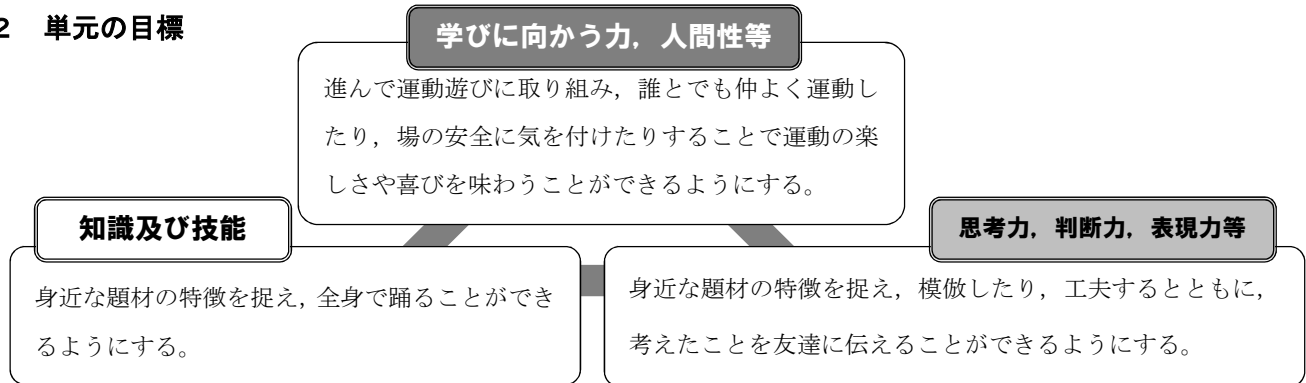 2 単元の目標
学びに向かう力，人間性等
進んで運動遊びに取り組み，誰とでも仲よく運動し
たり，場の安全に気を付けたりすることで運動の楽
しさや喜びを味わうことができるようにする。
知識及び技能
身近な題材の特徴を捉え，全身で踊ることができ
るようにする。
思考力，判断力，表現力等
身近な題材の特徴を捉え，模倣したり，工夫するとともに，
考えたことを友達に伝えることができるようにする。